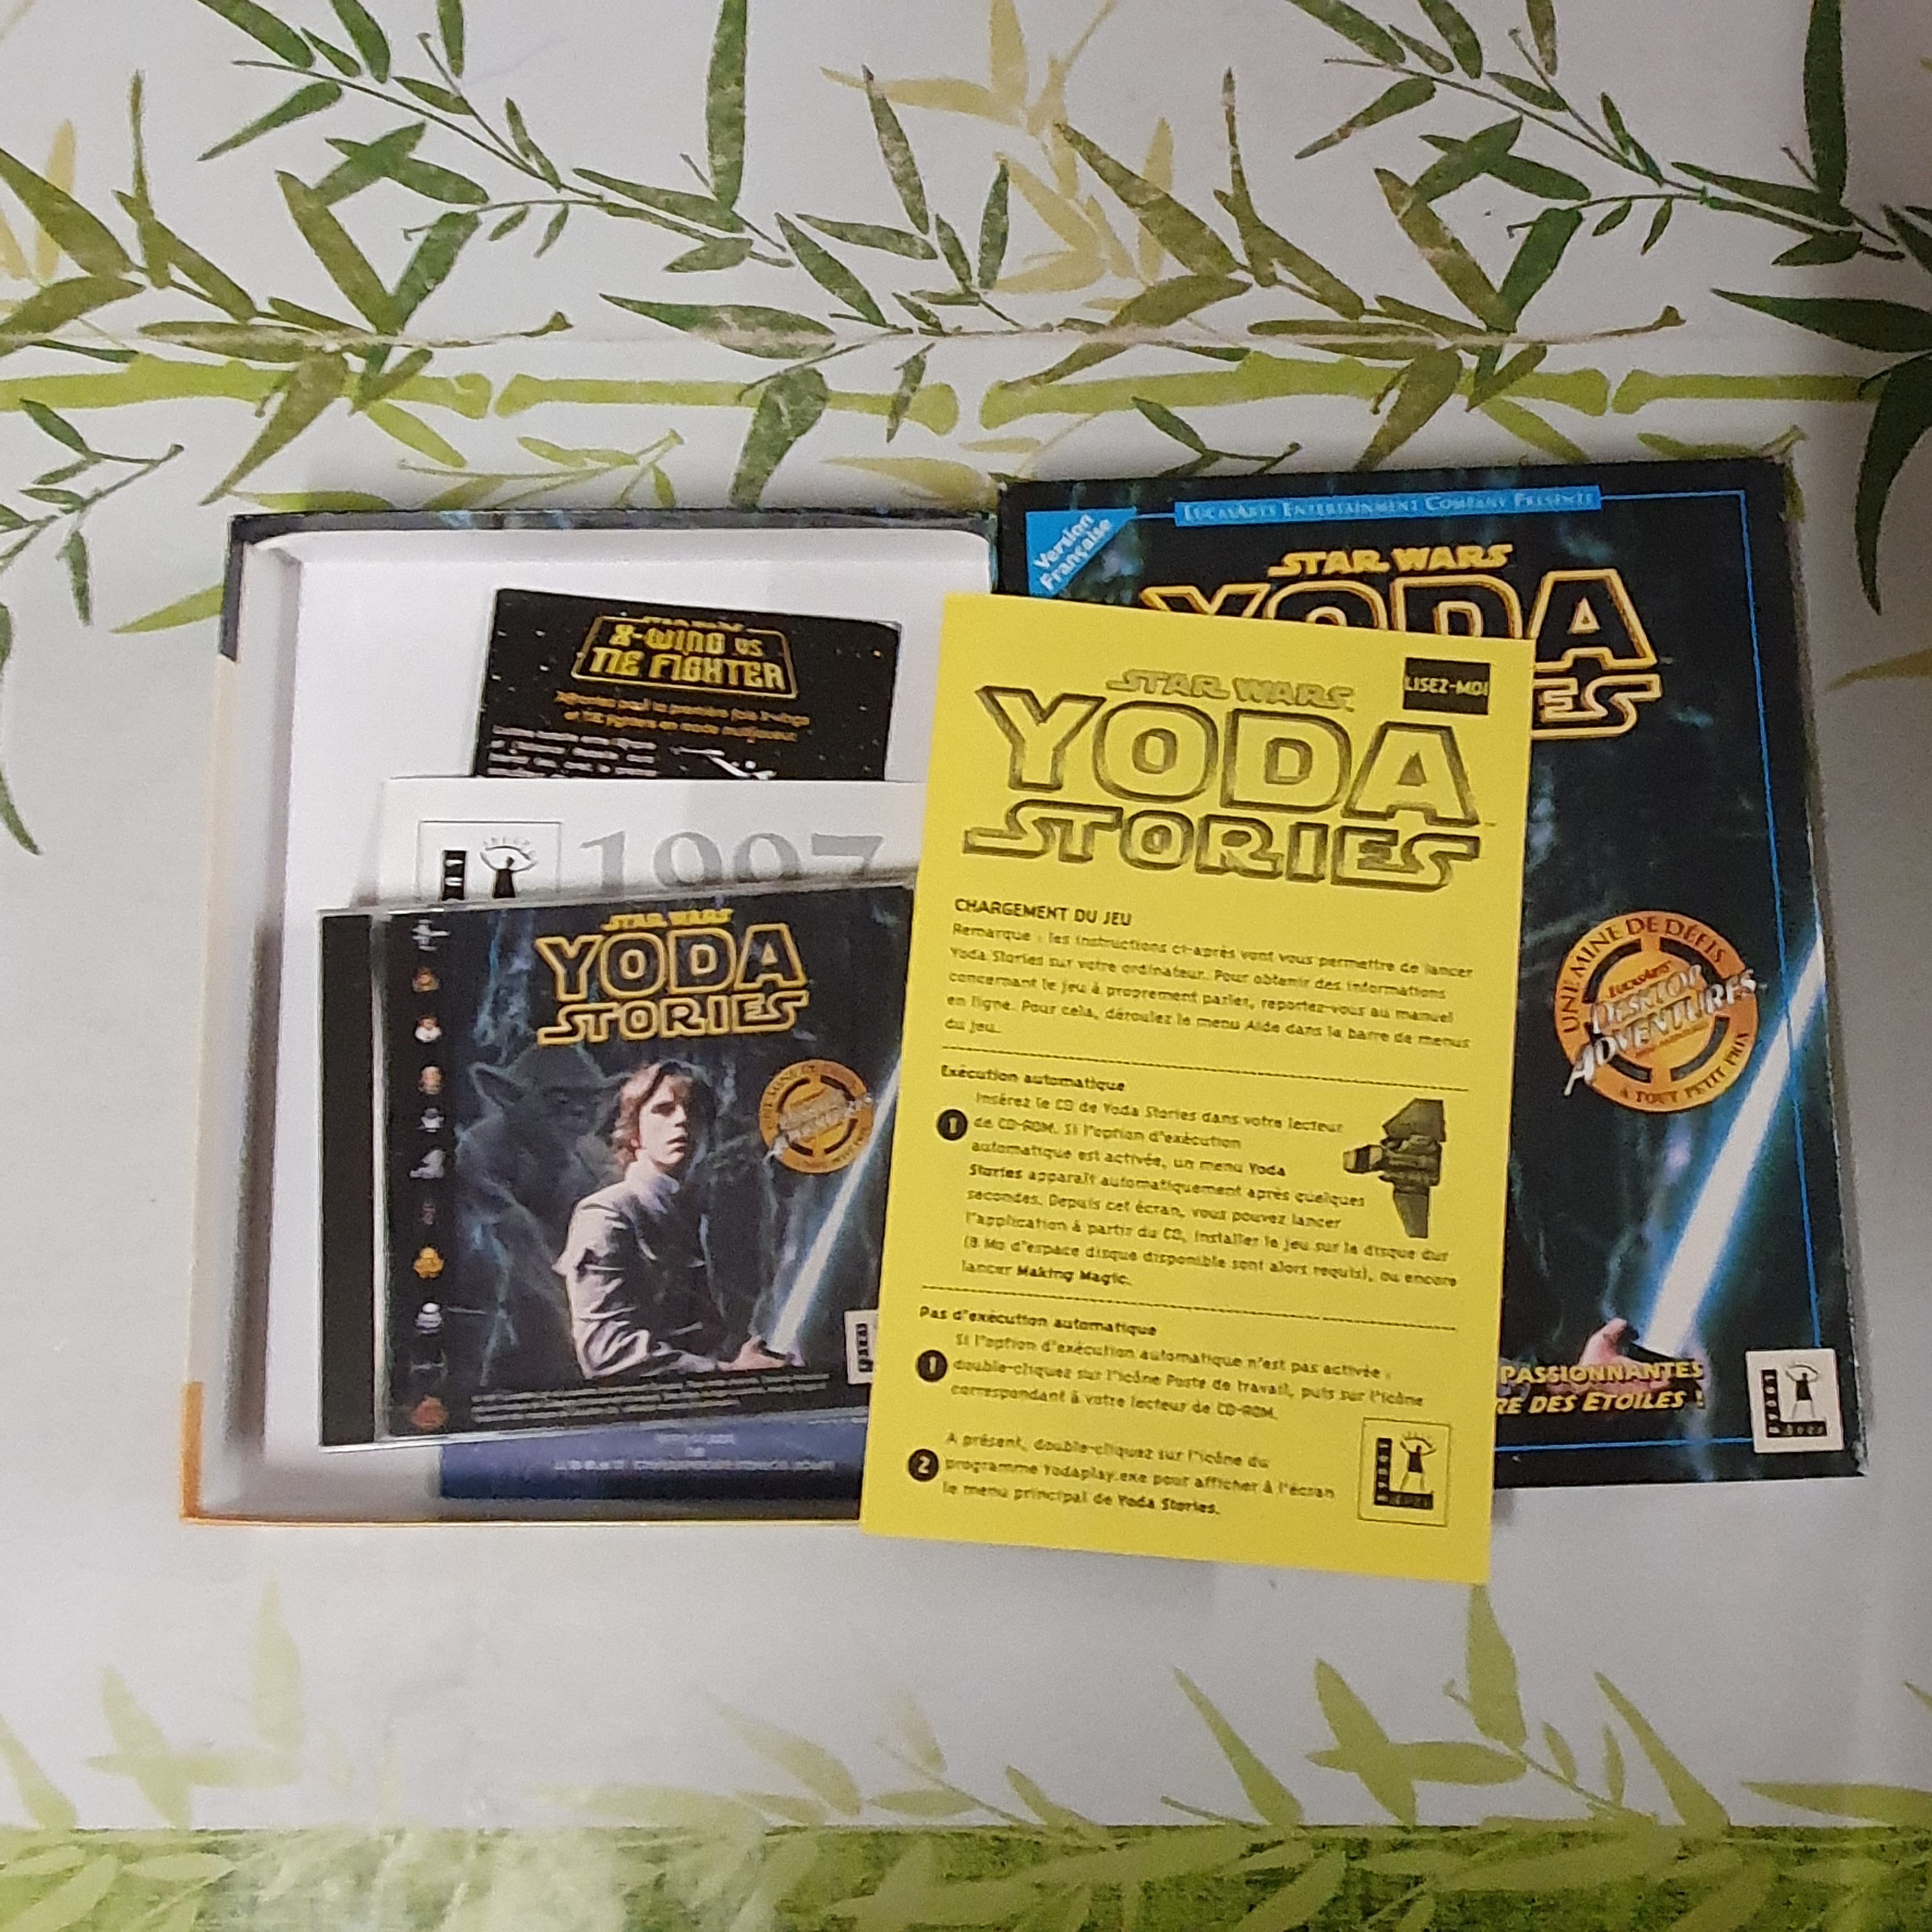 LUCASARTS ENTERTAINMENT COMPANY PRÉSENTE
Version
Française
STAR WARS
YODA
ES
UNE MINE DE DÉFIS
LUCASARTS
DESKTOP
ADVENTURES
À TOUT PETIT PRIX
PASSIONNANTES
RE DES ÉTOILES !
STAR WARS
X-WING VS
TIE FIGHTER
1997
STAR WARS
YODA
STORIES
STAR WARS
LISEZ-MOI
YODA
STORIES
CHARGEMENT DU JEU
Remarque : les instructions ci-après vont vous permettre de lancer
Yoda Stories sur votre ordinateur. Pour obtenir des informations
concernant le jeu à proprement parler, reportez-vous au manuel
en ligne. Pour cela, déroulez le menu Aide dans la barre de menus
du jeu.
Exécution automatique
1 Insérez le CD de Yoda Stories dans votre lecteur
de CD-ROM. Si l'option d'exécution
automatique est activée, un menu Yoda
Stories apparaît automatiquement après quelques
secondes. Depuis cet écran, vous pouvez lancer
l'application à partir du CD, installer le jeu sur le disque dur
(8 Mo d'espace disque disponible sont alors requis), ou encore
lancer Making Magic.
Pas d'exécution automatique
Si l'option d'exécution automatique n'est pas activée :
1 double-cliquez sur l'icône Poste de travail, puis sur l'icône
correspondant à votre lecteur de CD-ROM.
A présent, double-cliquez sur l'icône du
2 programme Yodaplay.exe pour afficher à l'écran
le menu principal de Yoda Stories.